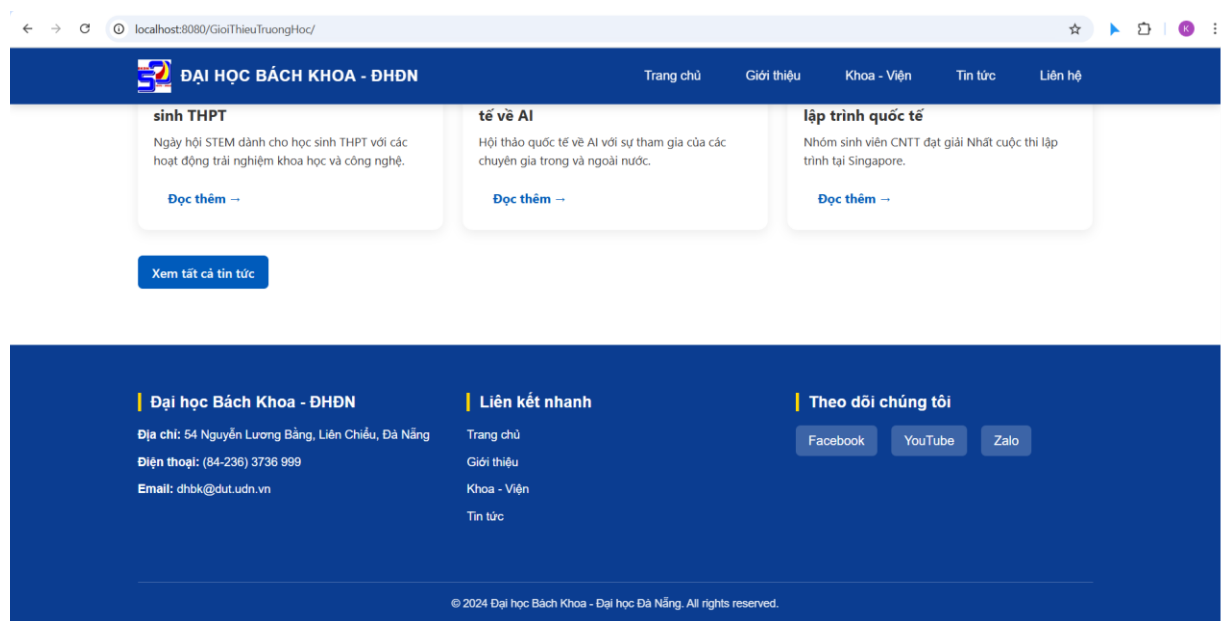 localhost:8080/GioiThieuTruongHoc/
K
ĐẠI HỌC BÁCH KHOA - ĐHĐN
Trang chủ
Giới thiệu
Khoa - Viện
Tin tức
Liên hệ
sinh THPT
Ngày hội STEM dành cho học sinh THPT với các
hoạt động trải nghiệm khoa học và công nghệ.
Đọc thêm →
tế về AI
Hội thảo quốc tế về AI với sự tham gia của các
chuyên gia trong và ngoài nước.
Đọc thêm →
lập trình quốc tế
Nhóm sinh viên CNTT đạt giải Nhất cuộc thi lập
trình tại Singapore.
Đọc thêm →
Xem tất cả tin tức
Đại học Bách Khoa - ĐHĐN
Địa chỉ: 54 Nguyễn Lương Bằng, Liên Chiểu, Đà Nẵng
Điện thoại: (84-236) 3736 999
Email: dhbk@dut.udn.vn
Liên kết nhanh
Trang chủ
Giới thiệu
Khoa - Viện
Tin tức
Theo dõi chúng tôi
Facebook
YouTube
Zalo
© 2024 Đại học Bách Khoa - Đại học Đà Nẵng. All rights reserved.